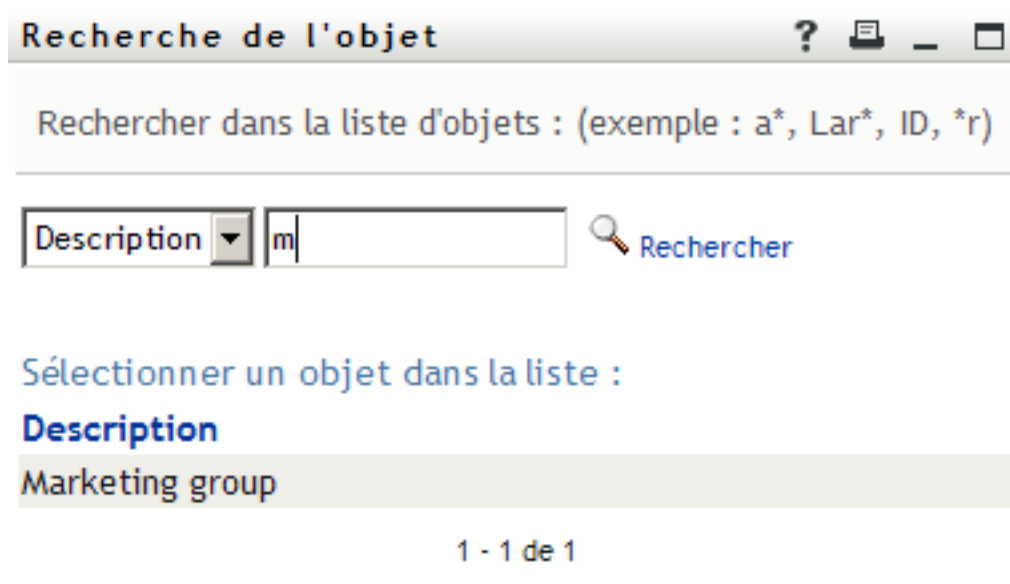 Recherche de l'objet ?
Rechercher dans la liste d'objets : (exemple : a*, Lar*, ID, *r)
Description m Rechercher
Sélectionner un objet dans la liste :
Description
Marketing group
1 - 1 de 1